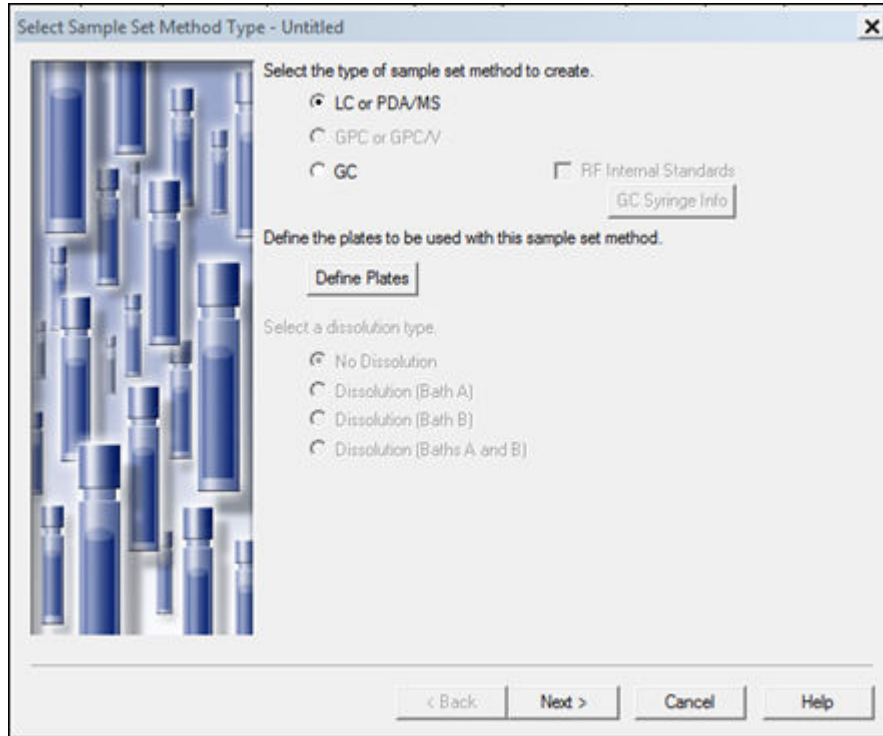 Select Sample Set Method Type - Untitled
Select the type of sample set method to create.
LC or PDA/MS
GPC or GPC/V
GC
RF Internal Standards
GC Syringe Info
Define the plates to be used with this sample set method.
Define Plates
Select a dissolution type.
No Dissolution
Dissolution (Bath A)
Dissolution (Bath B)
Dissolution (Baths A and B)
< Back
Next >
Cancel
Help